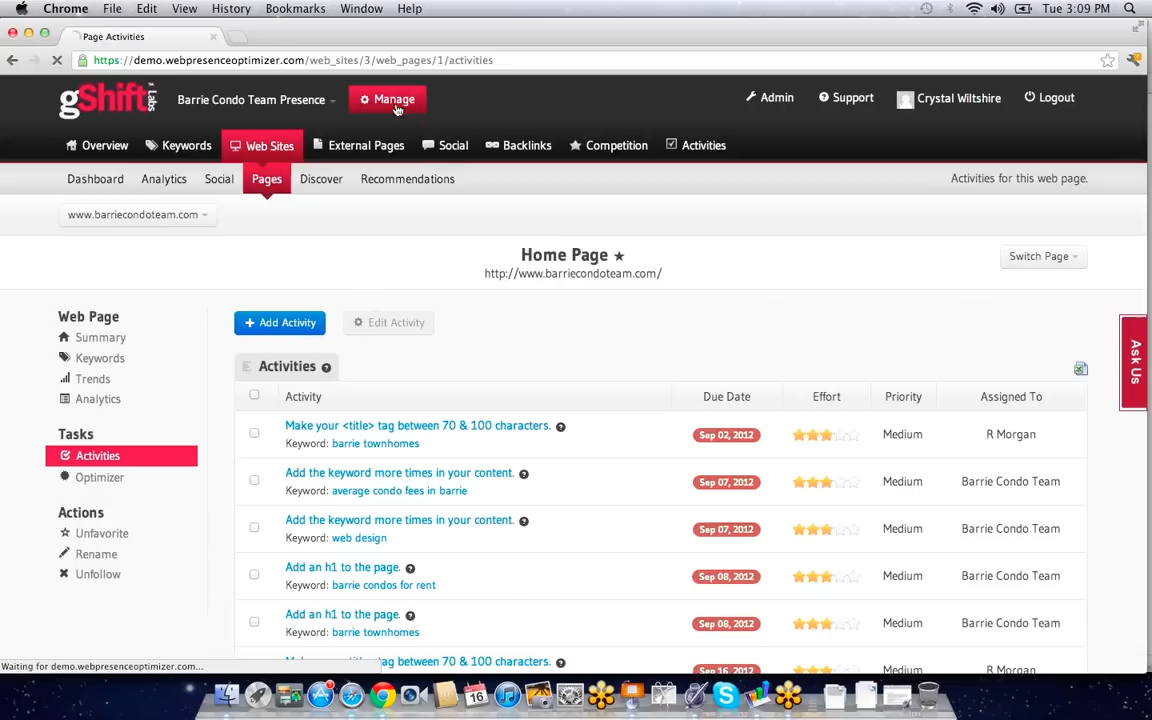 Chrome File Edit View History Bookmarks Window Help Tue 3:09 PM
Page Activities
https://demo.webpresenceoptimizer.com/web_sites/3/web_pages/1/activities
gShift Labs Barrie Condo Team Presence Manage Admin Support Crystal Wiltshire Logout
Overview Keywords Web Sites External Pages Social Backlinks Competition Activities
Dashboard Analytics Social Pages Discover Recommendations Activities for this web page.
www.barriecondoteam.com
Home Page ★
Switch Page
http://www.barriecondoteam.com/
Web Page
Summary
Keywords
Trends
Analytics
Tasks
Activities
Optimizer
Actions
Unfavorite
Rename
Unfollow
+ Add Activity Edit Activity
Activities ?
Activity Due Date Effort Priority Assigned To
Make your <title> tag between 70 & 100 characters. ?
Keyword: barrie townhomes
Sep 02, 2012 Medium R Morgan
Add the keyword more times in your content. ?
Keyword: average condo fees in barrie
Sep 07, 2012 Medium Barrie Condo Team
Add the keyword more times in your content. ?
Keyword: web design
Sep 07, 2012 Medium Barrie Condo Team
Add an h1 to the page. ?
Keyword: barrie condos for rent
Sep 08, 2012 Medium Barrie Condo Team
Add an h1 to the page. ?
Keyword: barrie townhomes
Sep 08, 2012 Medium Barrie Condo Team
tag between 70 & 100 characters. ?
Sep 16, 2012 Medium R Morgan
Ask Us
Waiting for demo.webpresenceoptimizer.com...
16